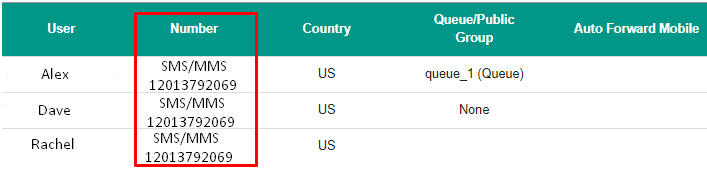 User Number Country Queue/Public Group Auto Forward Mobile
Alex SMS/MMS 12013792069 US queue_1 (Queue)
Dave SMS/MMS 12013792069 US None
Rachel SMS/MMS 12013792069 US